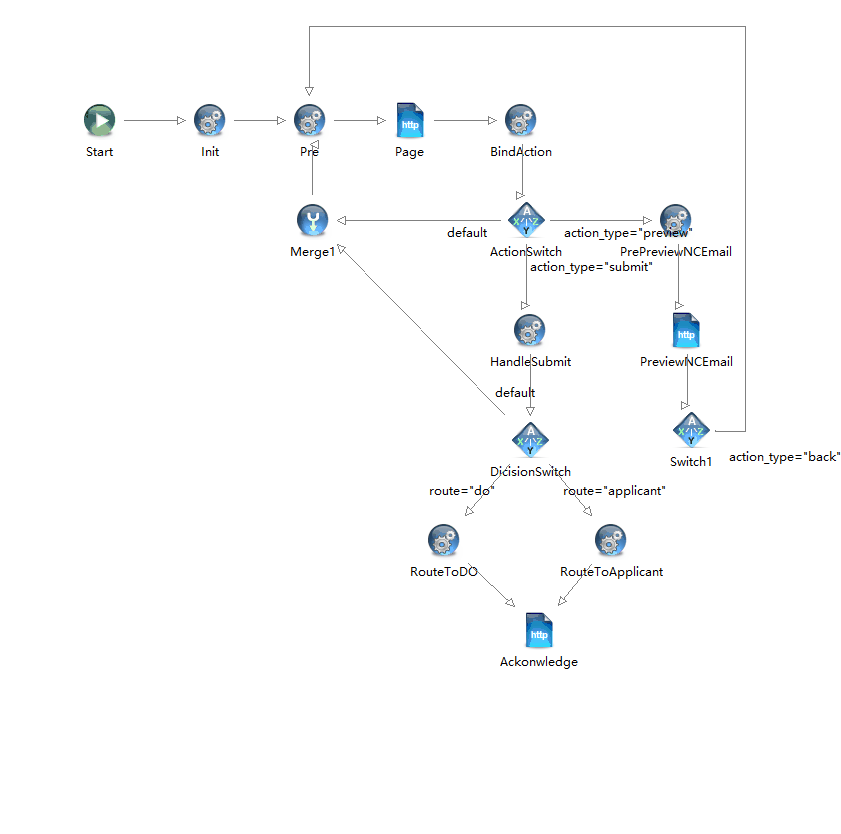 Start
Init
Pre
http
Page
BindAction
A
X Z
Y
Merge1
default
ActionSwitch
action_type="preview"
PrePreviewNCEmail
action_type="submit"
HandleSubmit
http
PreviewNCEmail
default
A
X Z
Y
DicisionSwitch
A
X Z
Y
Switch1
action_type="back"
route="do"
route="applicant"
RouteToDO
RouteToApplicant
http
Ackonwledge